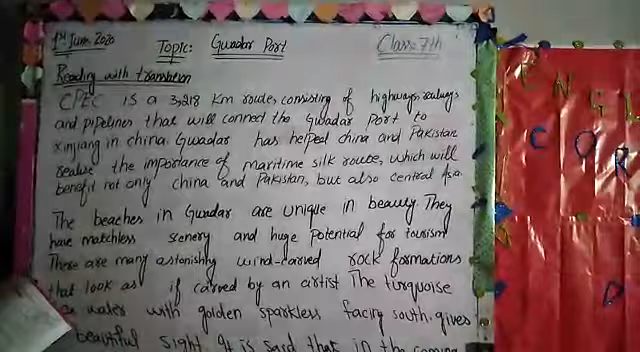 1st June 2020
Topic: Gwadar Port
Class: 7th
Reading with translation
CPEC is a 3,218 km route, consisting of highways, railways
and pipelines that will connect the Gwadar Port to
xinjiang in china. Gwadar has helped china and Pakistan
realise the importance of maritime silk route, which will
benefit not only china and Pakistan, but also central Asia.
The beaches in Gwadar are unique in beauty. They
have matchless scenery and huge Potential for tourism
There are many astonishing wind-carved rock formations
that look as if carved by an artist The turquoise
water with golden sparkless facing south. gives
beautiful sight. It is said that in the coming
ENGL
COR
D